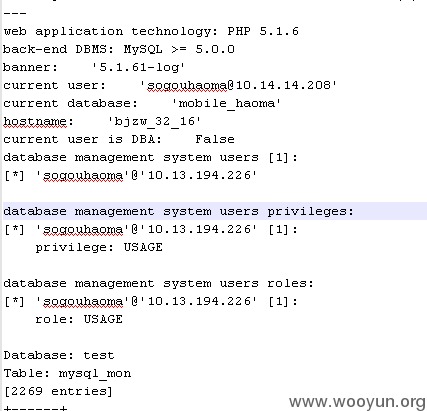 ---
web application technology: PHP 5.1.6
back-end DBMS: MySQL >= 5.0.0
banner:    '5.1.61-log'
current user:    'sogouhaoma@10.14.14.208'
current database:    'mobile_haoma'
hostname:    'bjzw_32_16'
current user is DBA:    False
database management system users [1]:
[*] 'sogouhaoma'@'10.13.194.226'
database management system users privileges:
[*] 'sogouhaoma'@'10.13.194.226' [1]:
    privilege: USAGE
database management system users roles:
[*] 'sogouhaoma'@'10.13.194.226' [1]:
    role: USAGE
Database: test
Table: mysql_mon
[2269 entries]
+------+
www.wooyun.org